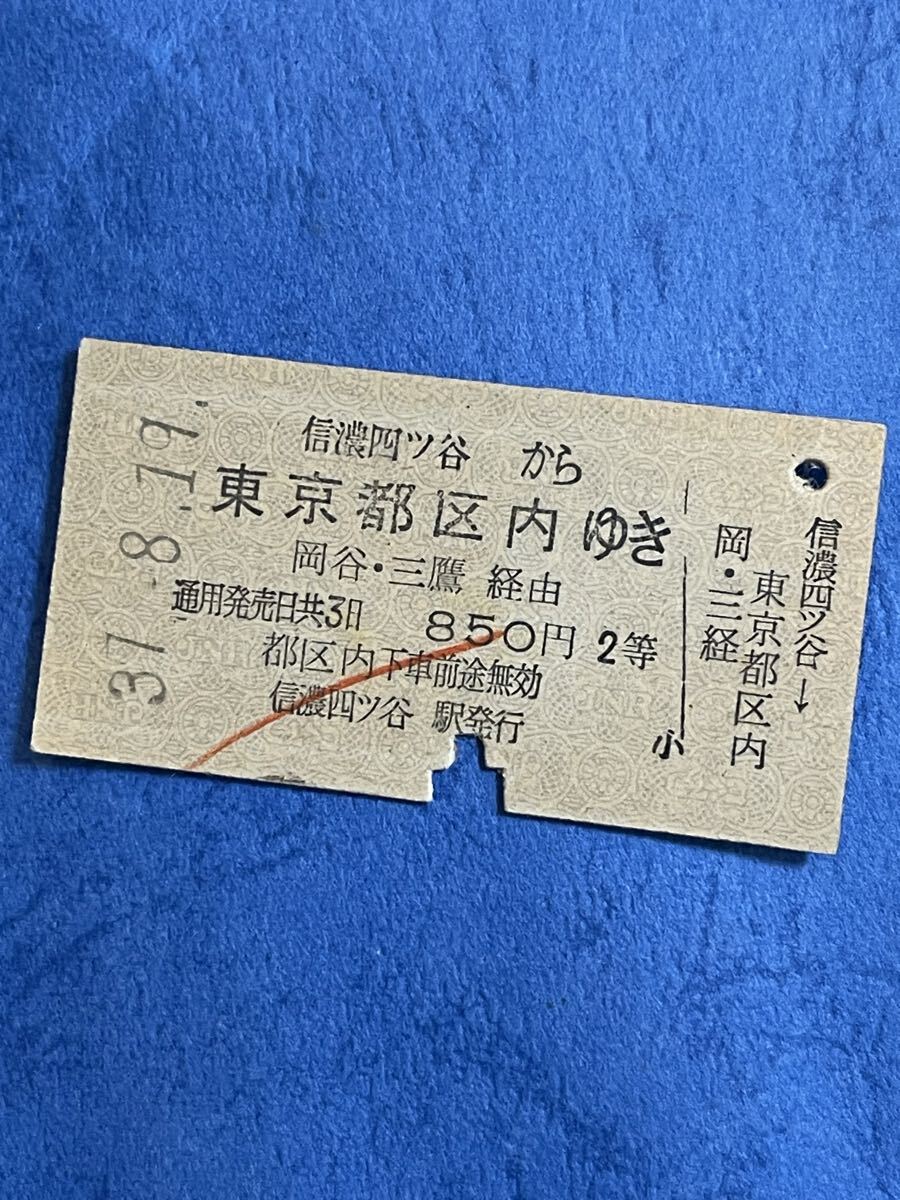 37.-8.19.
信濃四ツ谷 から
東京都区内 ゆき
岡谷・三鷹 経由
通用発売日共3日 850円 2等
都区内下車前途無効
信濃四ツ谷 駅発行
小
信濃四ツ谷→
東京都区内
岡・三経